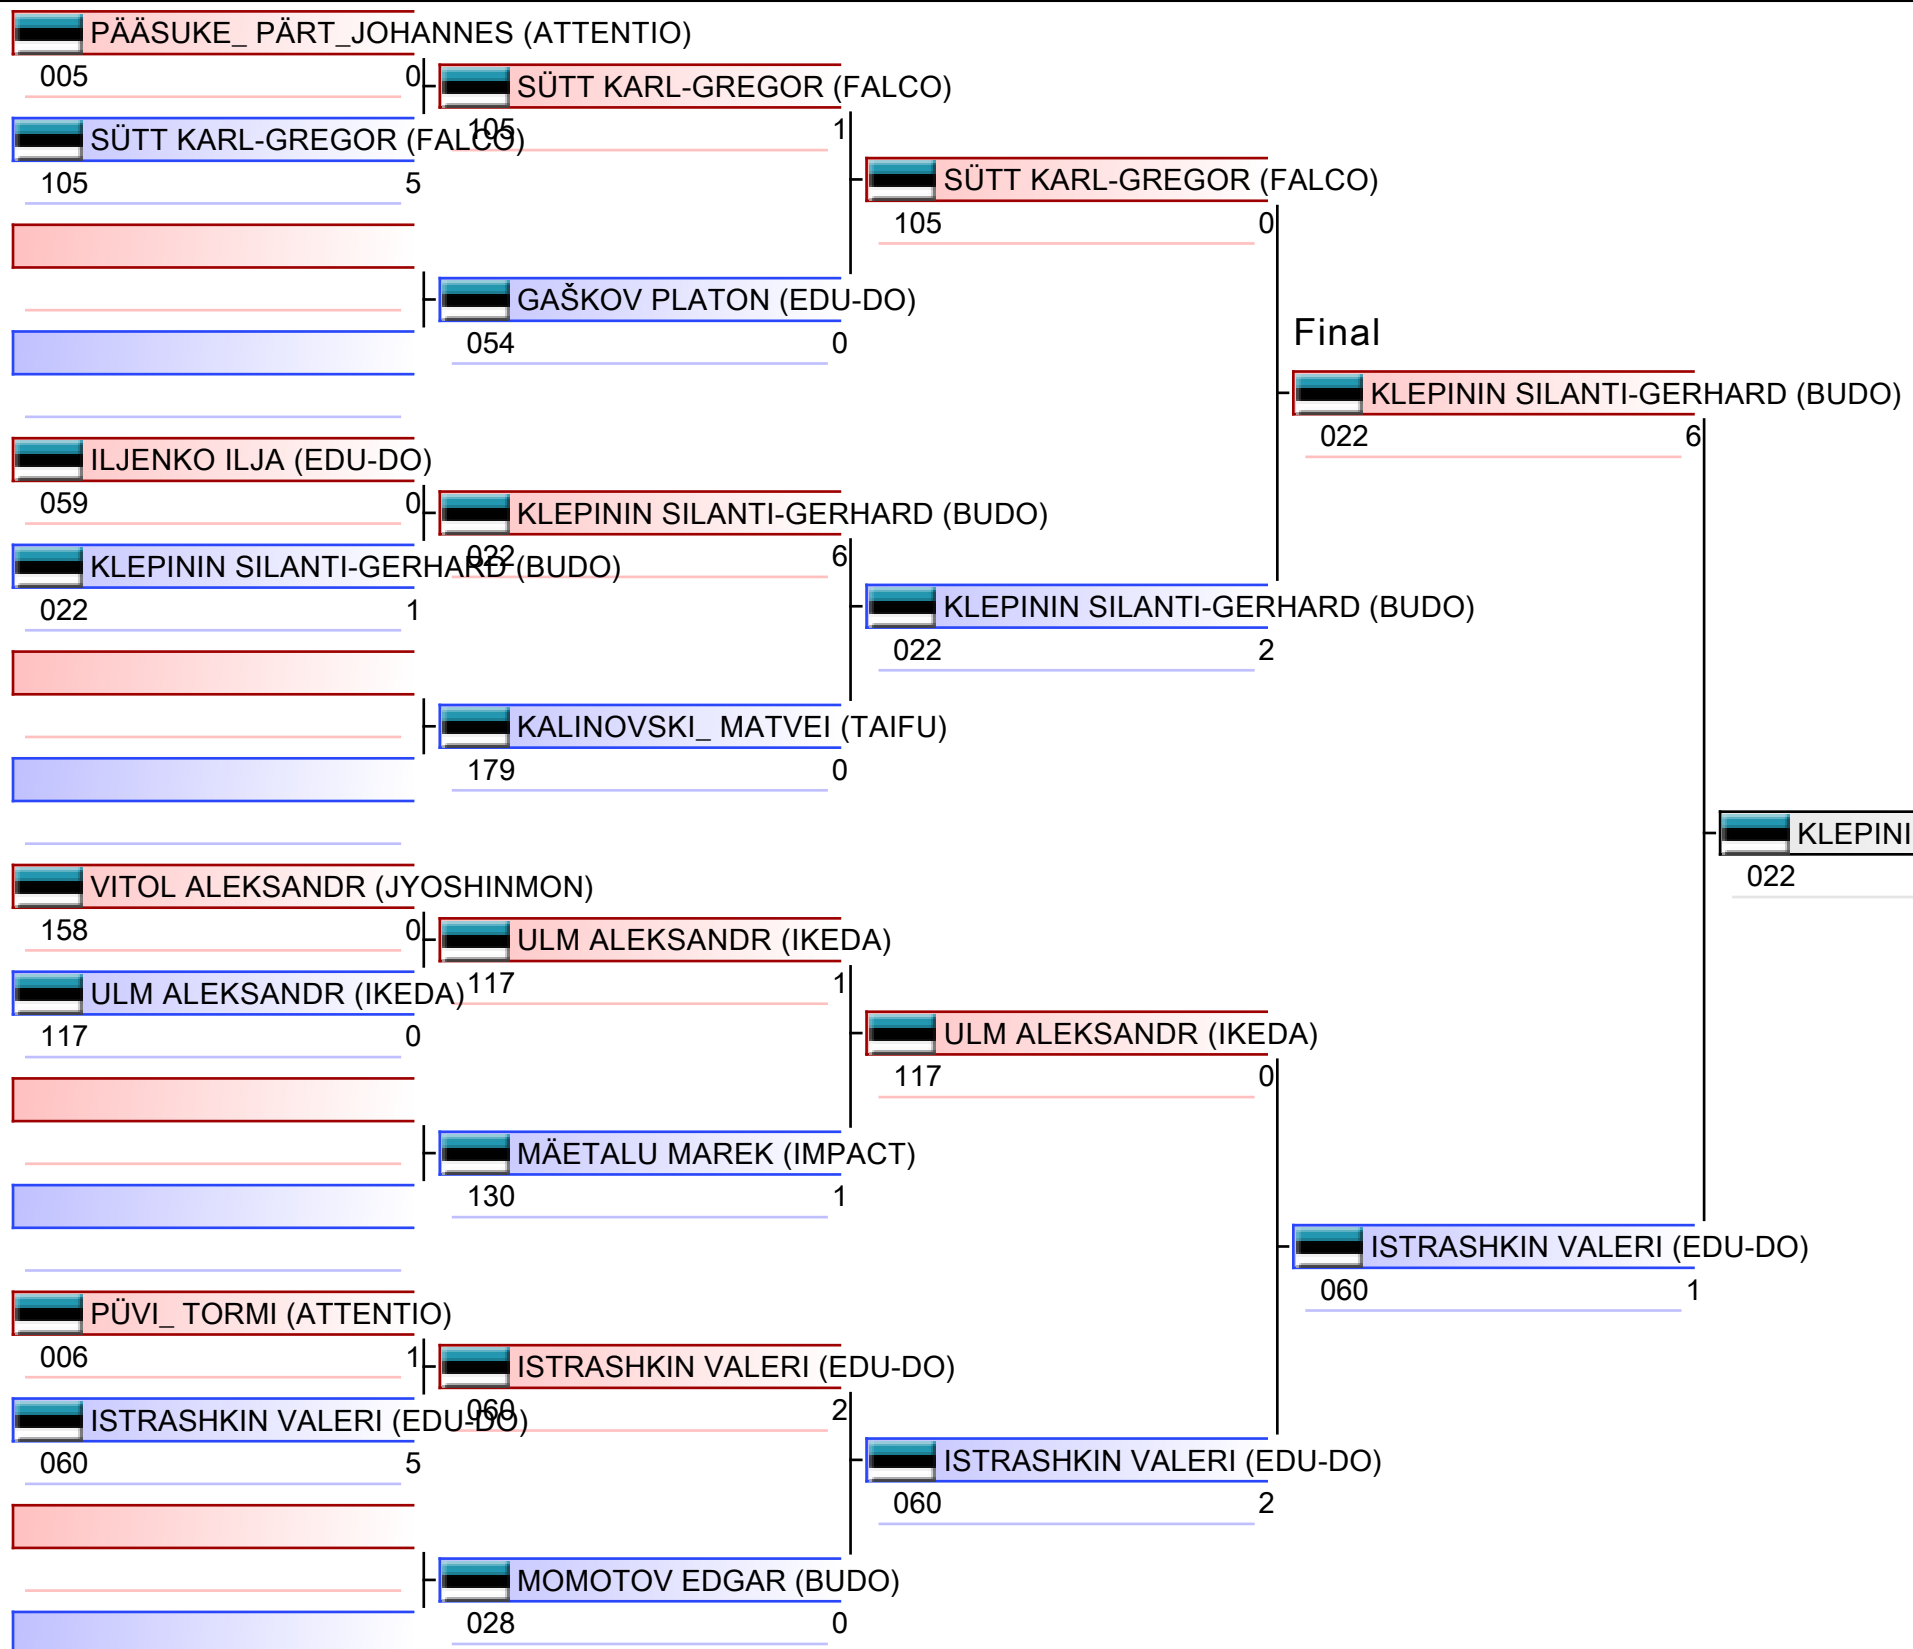 PÄÄSUKE_ PÄRT_JOHANNES (ATTENTIO)
005 0
SÜTT KARL-GREGOR (FALCO)
105 5
ILJENKO ILJA (EDU-DO)
059 0
KLEPININ SILANTI-GERHARD (BUDO)
022 1
VITOL ALEKSANDR (JYOSHINMON)
158 0
ULM ALEKSANDR (IKEDA)
117 0
PÜVI_ TORMI (ATTENTIO)
006 1
ISTRASHKIN VALERI (EDU-DO)
060 5
SÜTT KARL-GREGOR (FALCO)
105 1
GAŠKOV PLATON (EDU-DO)
054 0
KLEPININ SILANTI-GERHARD (BUDO)
022 6
KALINOVSKI_ MATVEI (TAIFU)
179 0
ULM ALEKSANDR (IKEDA)
117 1
MÄETALU MAREK (IMPACT)
130 1
ISTRASHKIN VALERI (EDU-DO)
060 2
MOMOTOV EDGAR (BUDO)
028 0
SÜTT KARL-GREGOR (FALCO)
105 0
KLEPININ SILANTI-GERHARD (BUDO)
022 2
ULM ALEKSANDR (IKEDA)
117 0
ISTRASHKIN VALERI (EDU-DO)
060 2
Final
KLEPININ SILANTI-GERHARD (BUDO)
022 6
ISTRASHKIN VALERI (EDU-DO)
060 1
KLEPINI
022